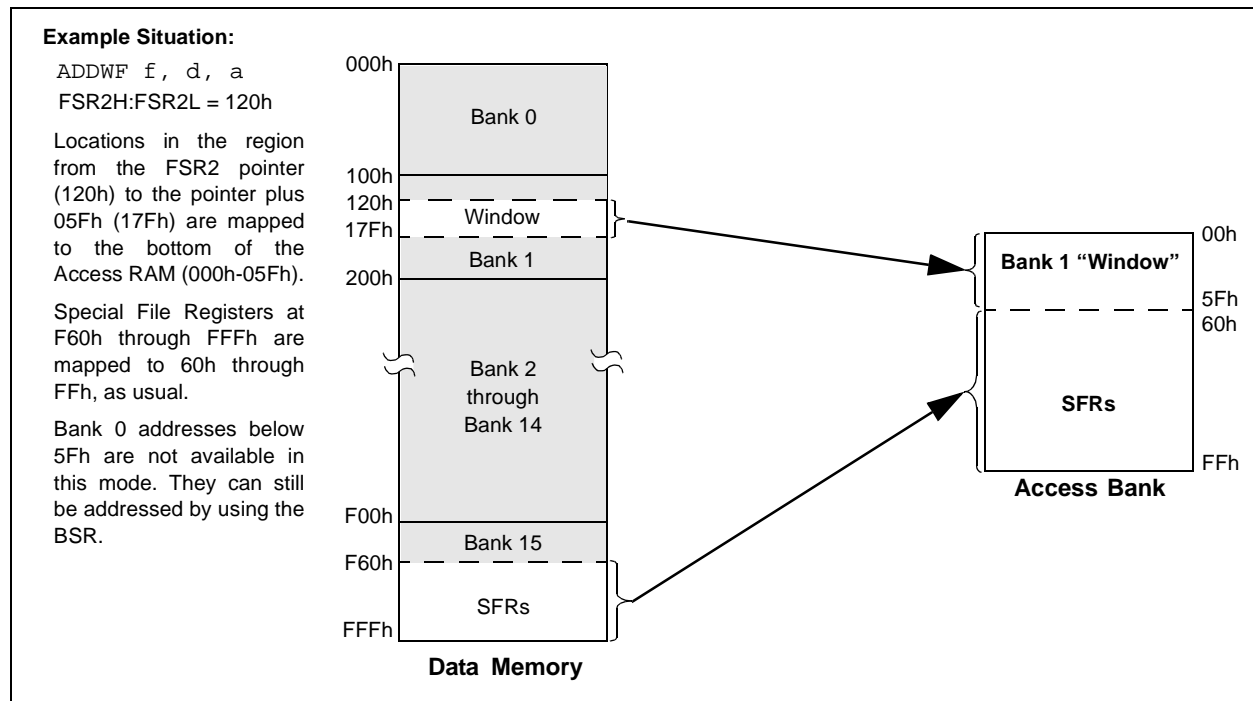 Example Situation:
ADDWF f, d, a
FSR2H:FSR2L = 120h
Locations in the region
from the FSR2 pointer
(120h) to the pointer plus
05Fh (17Fh) are mapped
to the bottom of the
Access RAM (000h-05Fh).
Special File Registers at
F60h through FFFh are
mapped to 60h through
FFh, as usual.
Bank 0 addresses below
5Fh are not available in
this mode. They can still
be addressed by using the
BSR.
000h
Bank 0
100h
120h
Window
17Fh
Bank 1
200h
Bank 2
through
Bank 14
F00h
Bank 15
F60h
SFRs
FFFh
Data Memory
00h
Bank 1 “Window”
5Fh
60h
SFRs
FFh
Access Bank